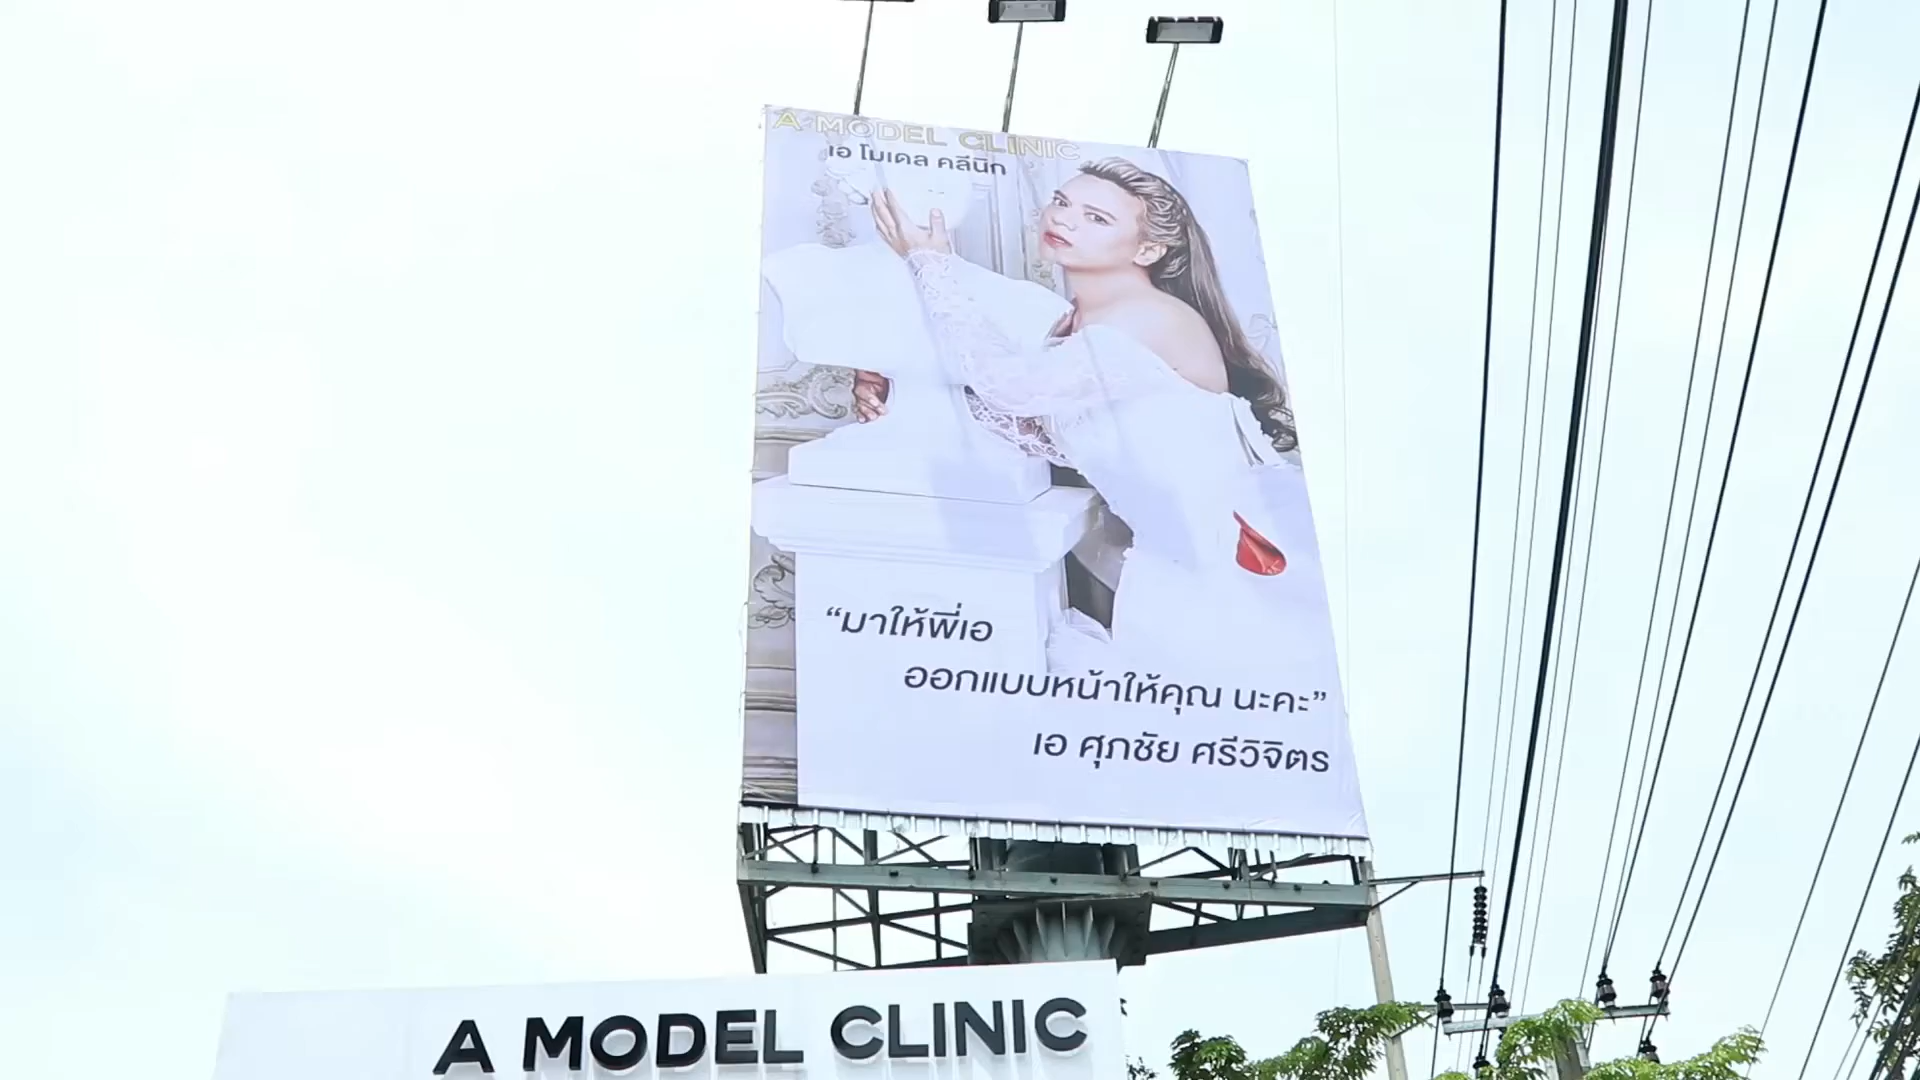 A MODEL CLINIC
เอ โมเดล คลีนิก
“มาให้พี่เอ
ออกแบบหน้าให้คุณ นะคะ”
เอ ศุภชัย ศรีวิจิตร
A MODEL CLINIC